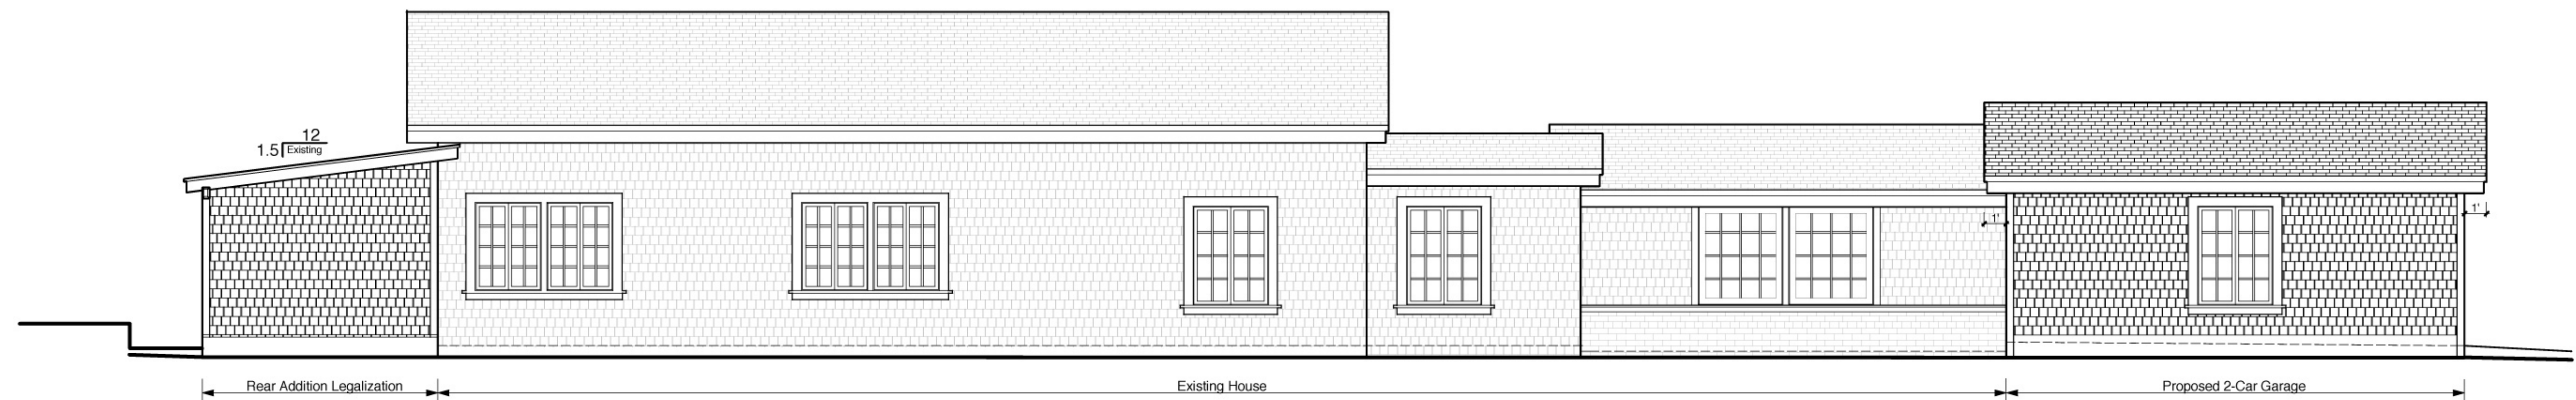 12
1.5 Existing
1'
1'
Rear Addition Legalization
Existing House
Proposed 2-Car Garage